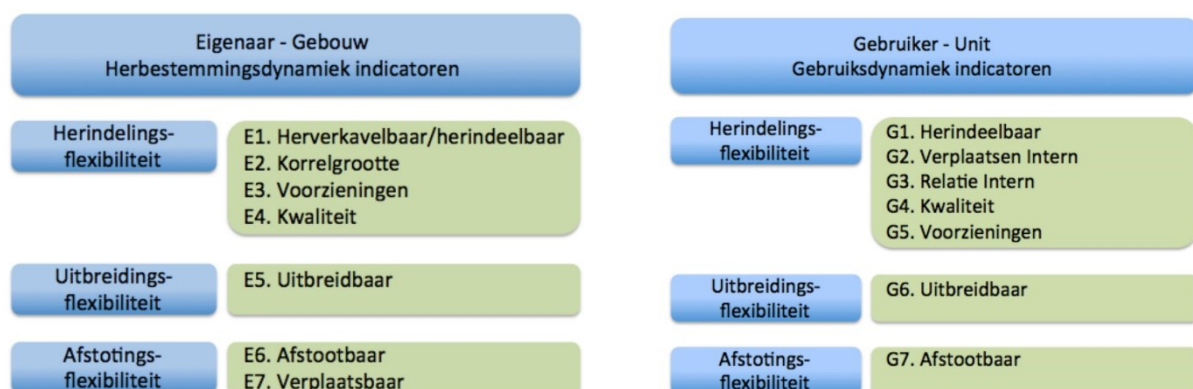 Eigenaar - Gebouw
Herbestemmingsdynamiek indicatoren
Herindelings-
flexibiliteit
E1. Herverkavelbaar/herindeelbaar
E2. Korrelgrootte
E3. Voorzieningen
E4. Kwaliteit
Uitbreidings-
flexibiliteit
E5. Uitbreidbaar
Afstotings-
flexibiliteit
E6. Afstootbaar
E7. Verplaatsbaar
Gebruiker - Unit
Gebruiksdynamiek indicatoren
Herindelings-
flexibiliteit
G1. Herindeelbaar
G2. Verplaatsen Intern
G3. Relatie Intern
G4. Kwaliteit
G5. Voorzieningen
Uitbreidings-
flexibiliteit
G6. Uitbreidbaar
Afstotings-
flexibiliteit
G7. Afstootbaar